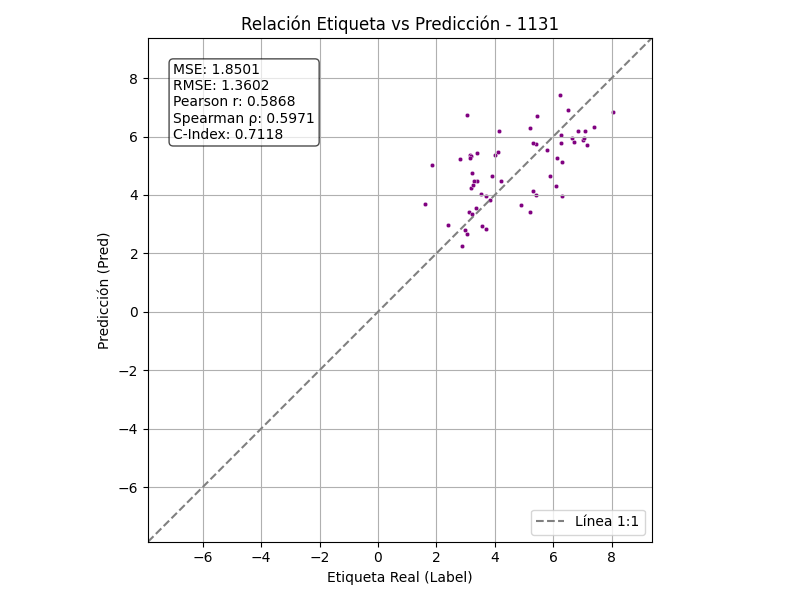 Relación Etiqueta vs Predicción - 1131
MSE: 1.8501
RMSE: 1.3602
Pearson r: 0.5868
Spearman ρ: 0.5971
C-Index: 0.7118
Predicción (Pred)
8
6
4
2
0
−2
−4
−6
Línea 1:1
−6 −4 −2 0 2 4 6 8
Etiqueta Real (Label)